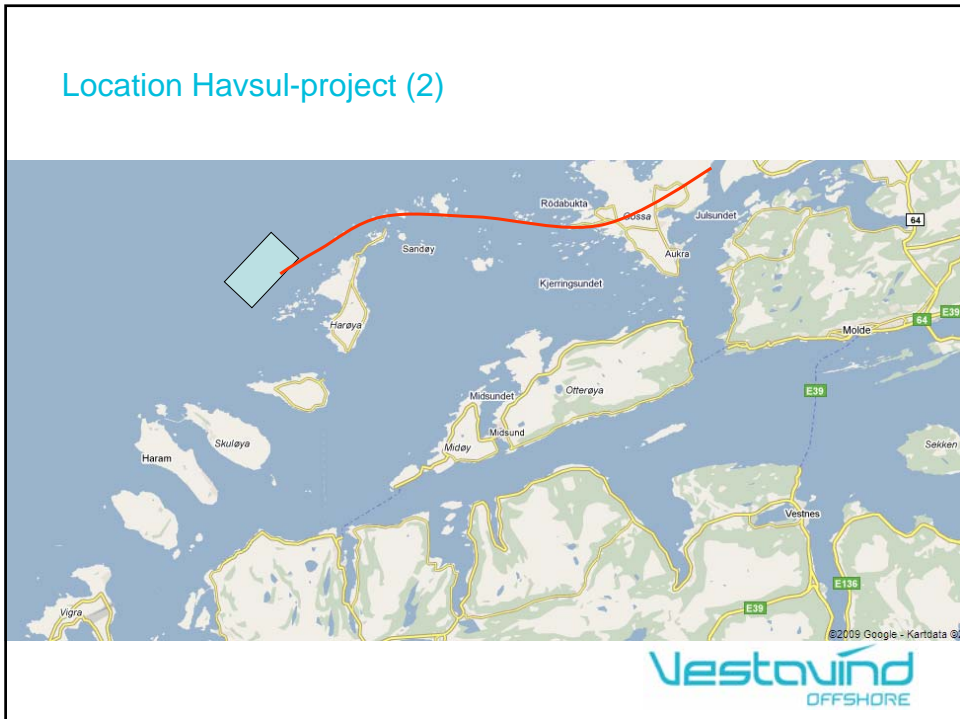 Location Havsul-project (2)
Rödabukta
Gossa
Julsundet
64
Sandøy
Aukra
Kjerringsundet
E39
64
Harøya
Molde
E39
Otterøya
Midsundet
Skuløya
Midsund
Sekken
Haram
Midøy
Vestnes
E136
Vigra
E39
©2009 Google - Kartdata ©
Vestavind
OFFSHORE